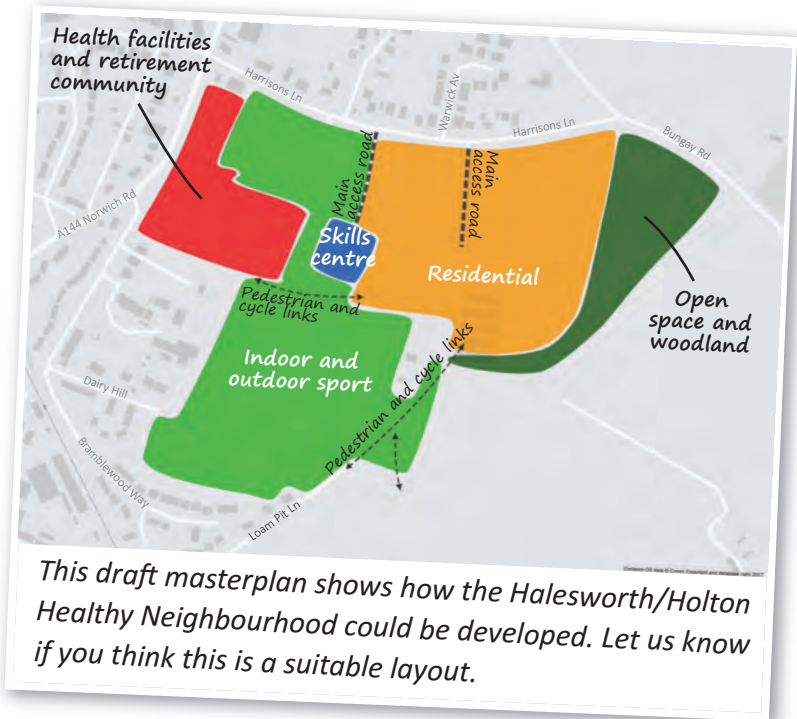 Health facilities
and retirement
community
Harrisons Ln
Warwick Av
Harrisons Ln
Bungay Rd
A144 Norwich Rd
Main
access road
Main
access road
Skills
centre
Residential
Open
space and
woodland
Pedestrian and
cycle links
Indoor and
outdoor sport
Pedestrian and cycle links
Dairy Hill
Bramblewood Way
Loam Pit Ln
This draft masterplan shows how the Halesworth/Holton
Healthy Neighbourhood could be developed. Let us know
if you think this is a suitable layout.